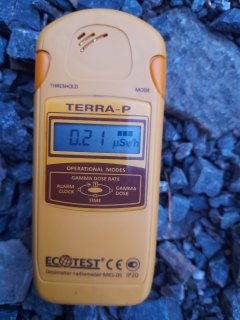 THRESHOLD MODE
TERRA-P
0.21 µSv/h
OPERATIONAL MODES
GAMMA DOSE RATE
ALARM CLOCK
GAMMA DOSE
TIME
ECOTEST CE
Dosimeter-radiometer MKS-05 IP20